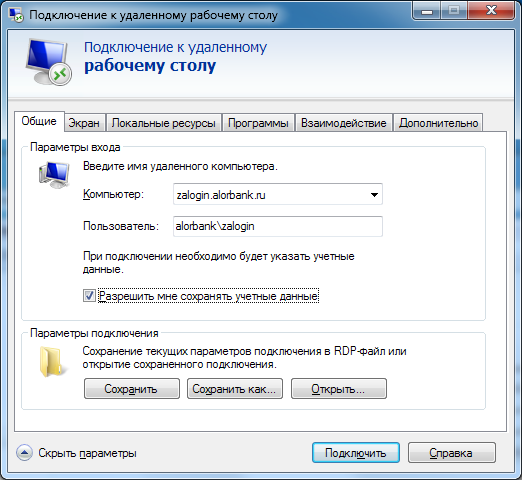 Подключение к удаленному рабочему столу
Подключение к удаленному
рабочему столу
Общие Экран Локальные ресурсы Программы Взаимодействие Дополнительно
Параметры входа
Введите имя удаленного компьютера.
Компьютер: zalogin.alorbank.ru
Пользователь: alorbank\zalogin
При подключении необходимо будет указать учетные
данные.
Разрешить мне сохранять учетные данные
Параметры подключения
Сохранение текущих параметров подключения в RDP-файл или
открытие сохраненного подключения.
Сохранить Сохранить как... Открыть...
Скрыть параметры Подключить Справка